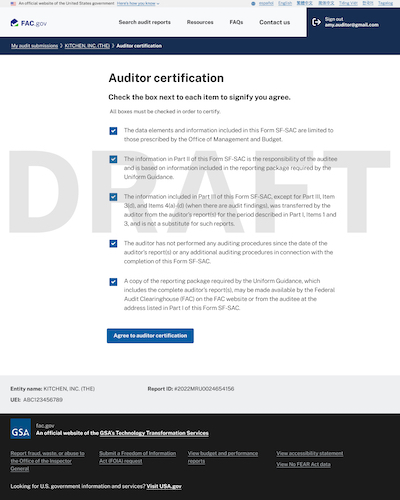 An official website of the United States government Here's how you know
español English 繁體中文 简体中文 Tiếng việt 한국어 Tagalog
FAC.gov
Search audit reports Resources FAQs Contact us
Sign out
amy.auditor@gmail.com
My audit submissions KITCHEN, INC. (THE) Auditor certification
Auditor certification
Check the box next to each item to signify you agree.
All boxes must be checked in order to certify.
DRAFT
The data elements and information included in this Form SF-SAC are limited to
those prescribed by the Office of Management and Budget.
The information in Part II of this Form SF-SAC is the responsibility of the auditee
and is based on information included in the reporting package required by the
Uniform Guidance.
The information included in Part III of this Form SF-SAC, except for Part III, Item
3(d), and Items 4(a)-(d) (when there are audit findings), was transferred by the
auditor from the auditor's report(s) for the period described in Part I, Items 1 and
3, and is not a substitute for such reports.
The auditor has not performed any auditing procedures since the date of the
auditor's report(s) or any additional auditing procedures in connection with the
completion of this Form SF-SAC.
A copy of the reporting package required by the Uniform Guidance, which
includes the complete auditor's report(s), may be made available by the Federal
Audit Clearinghouse (FAC) on the FAC website or from the auditee at the
address listed in Part I of this Form SF-SAC.
Agree to auditor certification
Entity name: KITCHEN, INC. (THE) Report ID: #2022MRU0024654156
UEI: ABC123456789
GSA
fac.gov
An official website of the GSA's Technology Transformation Services
Report fraud, waste, or abuse to
the Office of the Inspector
General
Submit a Freedom of Information
Act (FOIA) request
View budget and performance
reports
View accessibility statement
View No FEAR Act data
Looking for U.S. government information and services? Visit USA.gov